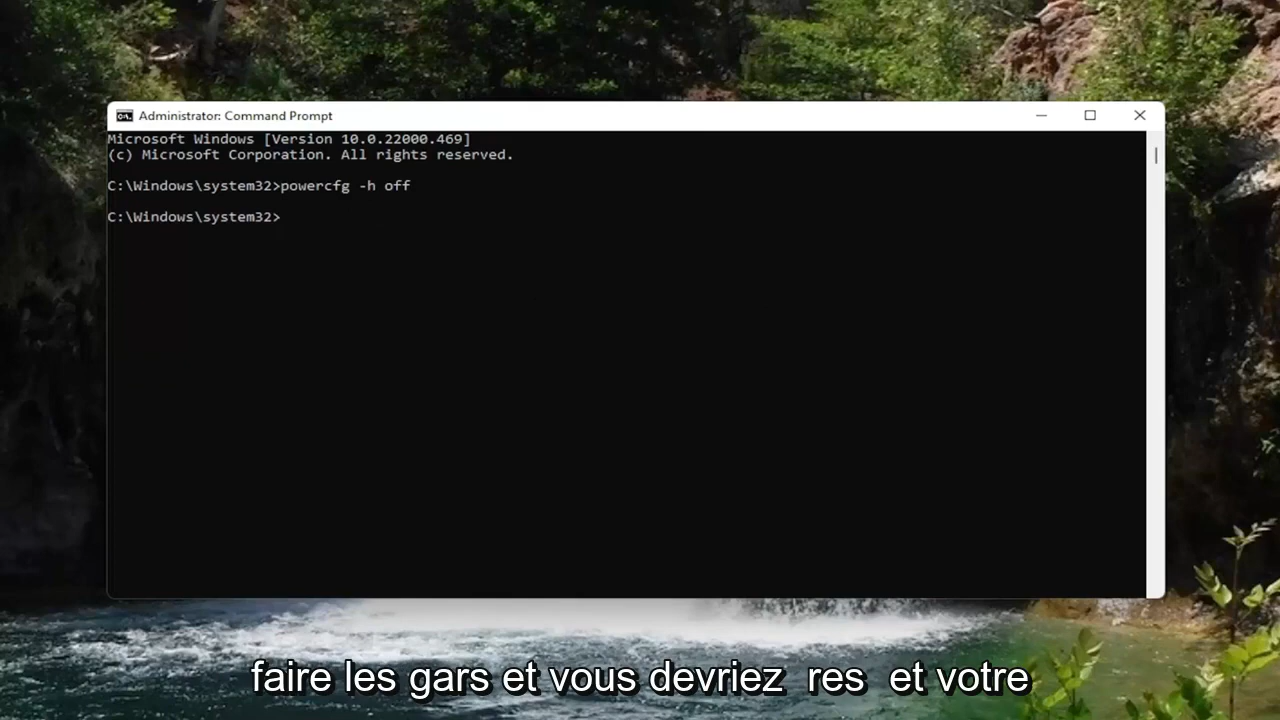 Administrator: Command Prompt
Microsoft Windows [Version 10.0.22000.469]
(c) Microsoft Corporation. All rights reserved.
C:\Windows\system32>powercfg -h off
C:\Windows\system32>
faire les gars et vous devriez res et votre